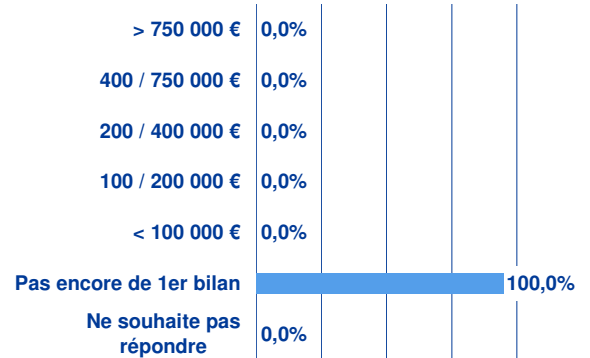 > 750 000 € 0,0%
400 / 750 000 € 0,0%
200 / 400 000 € 0,0%
100 / 200 000 € 0,0%
< 100 000 € 0,0%
Pas encore de 1er bilan 100,0%
Ne souhaite pas
répondre 0,0%